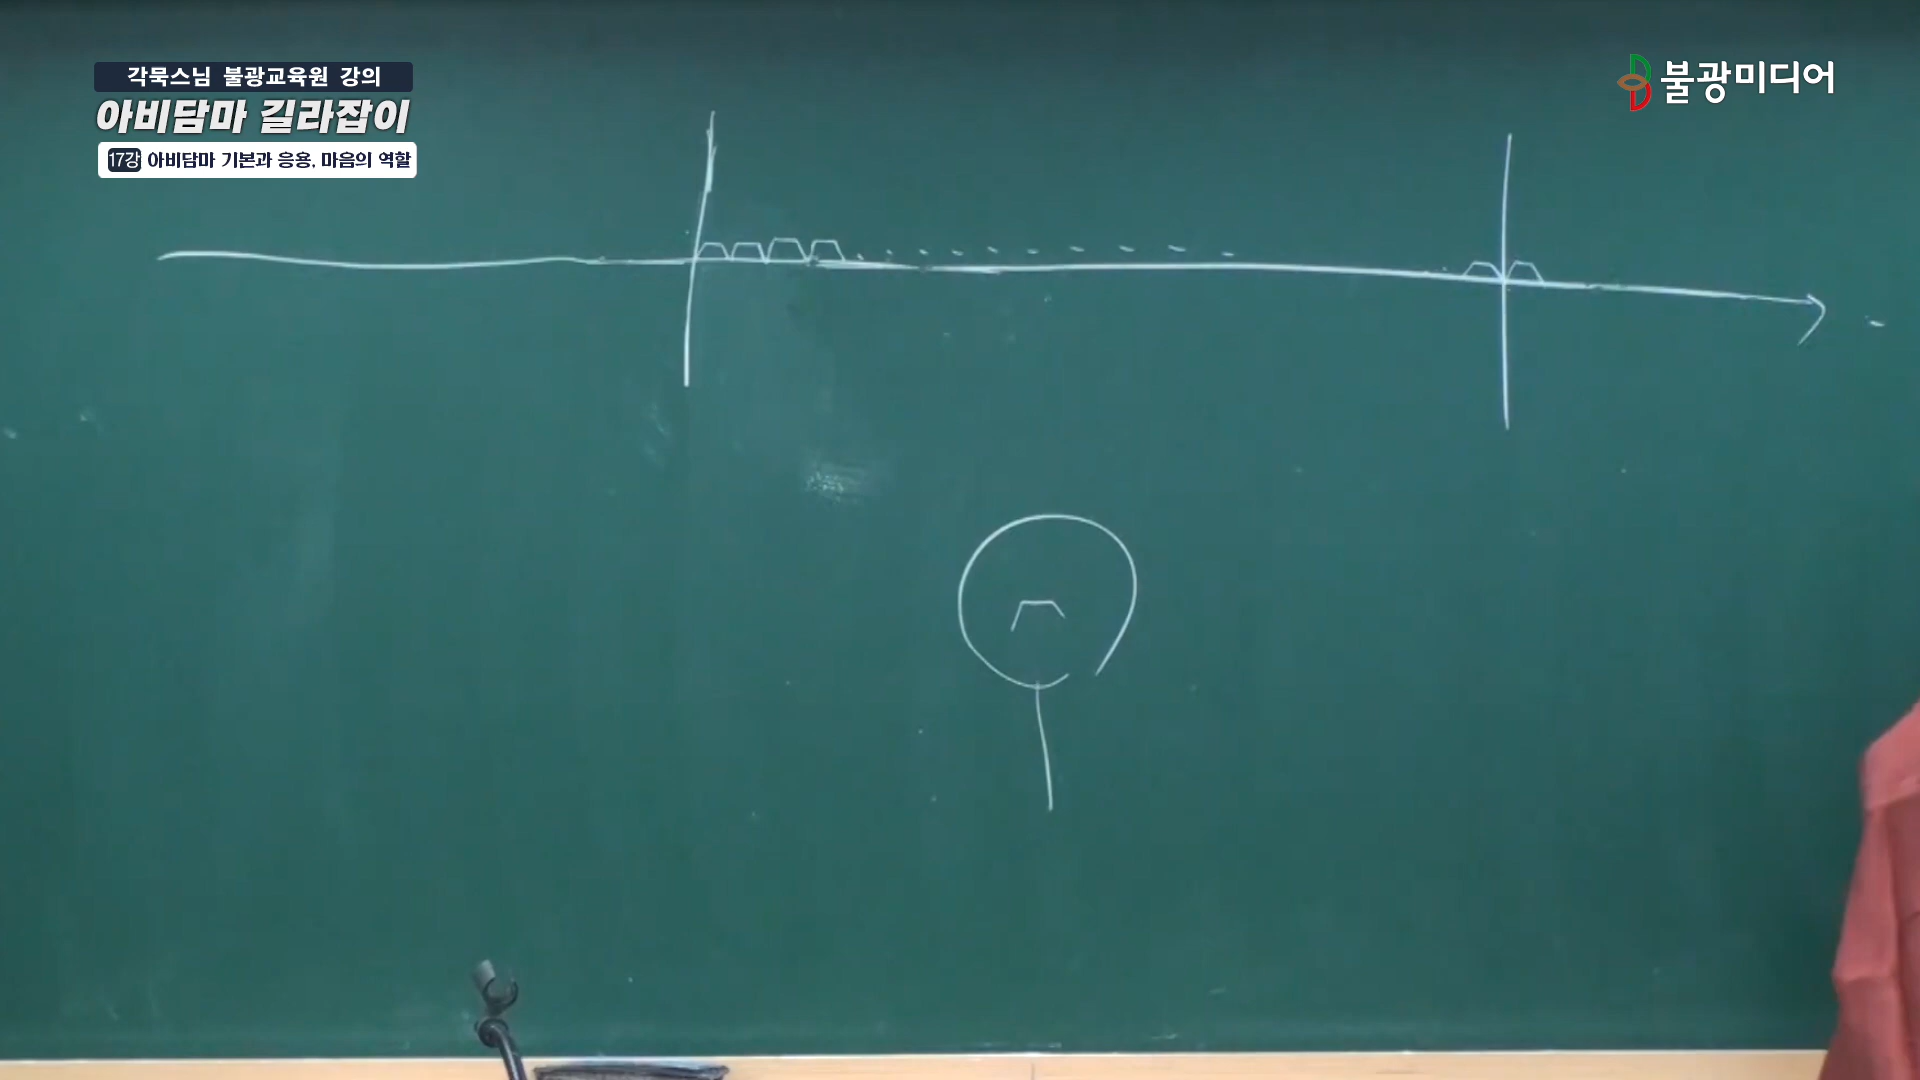 각묵스님 불광교육원 강의
아비담마 길라잡이
17강 아비담마 기본과 응용, 마음의 역할
불광미디어